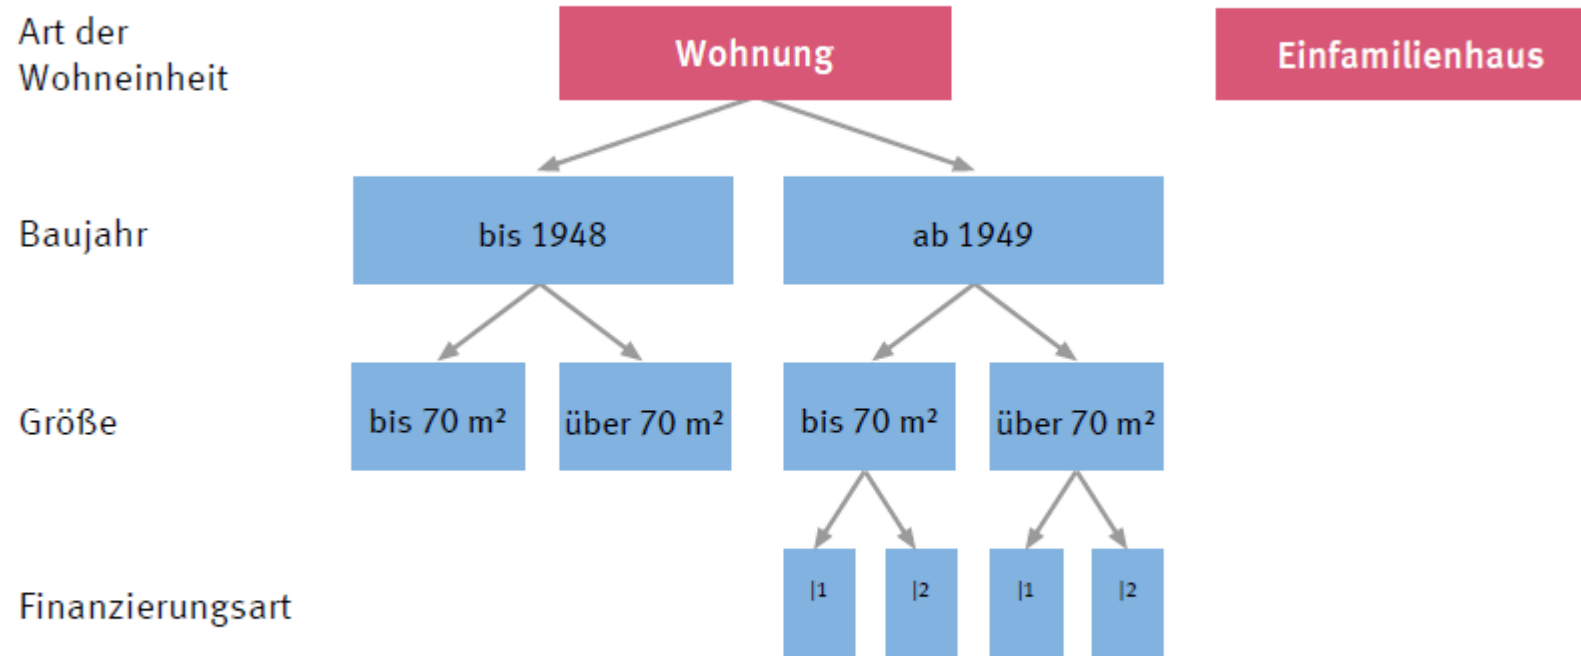 Art der
Wohneinheit
Wohnung
Einfamilienhaus
Baujahr
bis 1948
ab 1949
Größe
bis 70 m²
über 70 m²
bis 70 m²
über 70 m²
Finanzierungsart
|1
|2
|1
|2